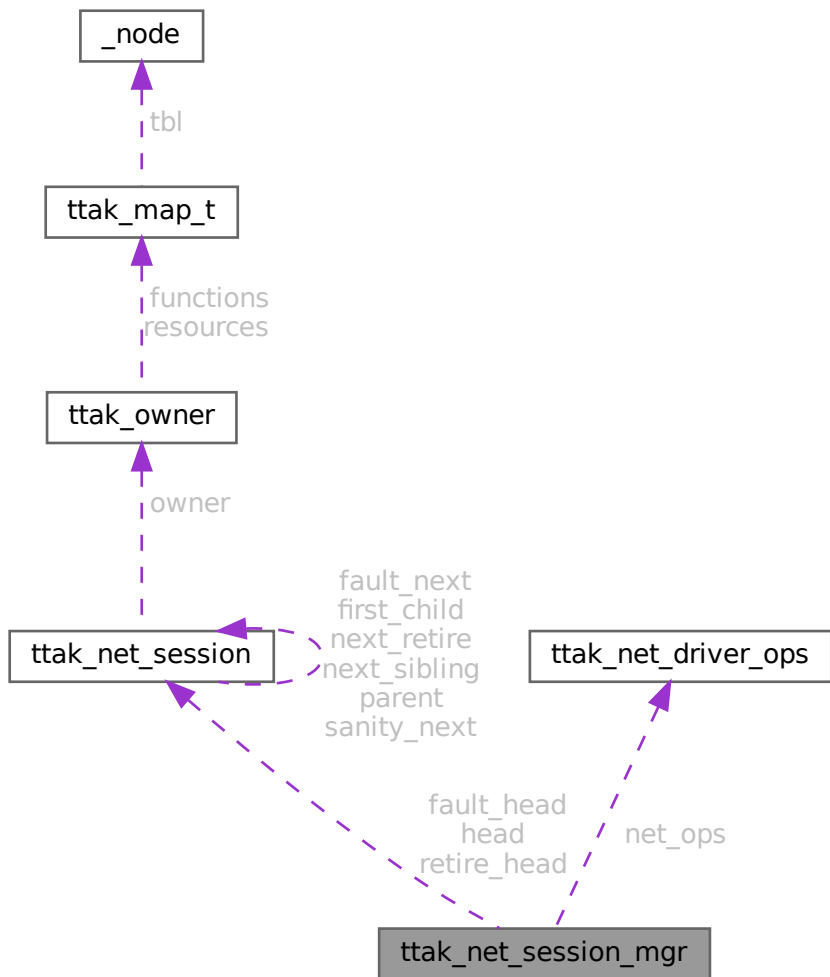 _node
tbl
ttak_map_t
functions
resources
ttak_owner
owner
fault_next
first_child
next_retire
next_sibling
parent
sanity_next
ttak_net_session
ttak_net_driver_ops
fault_head
head
retire_head
net_ops
ttak_net_session_mgr